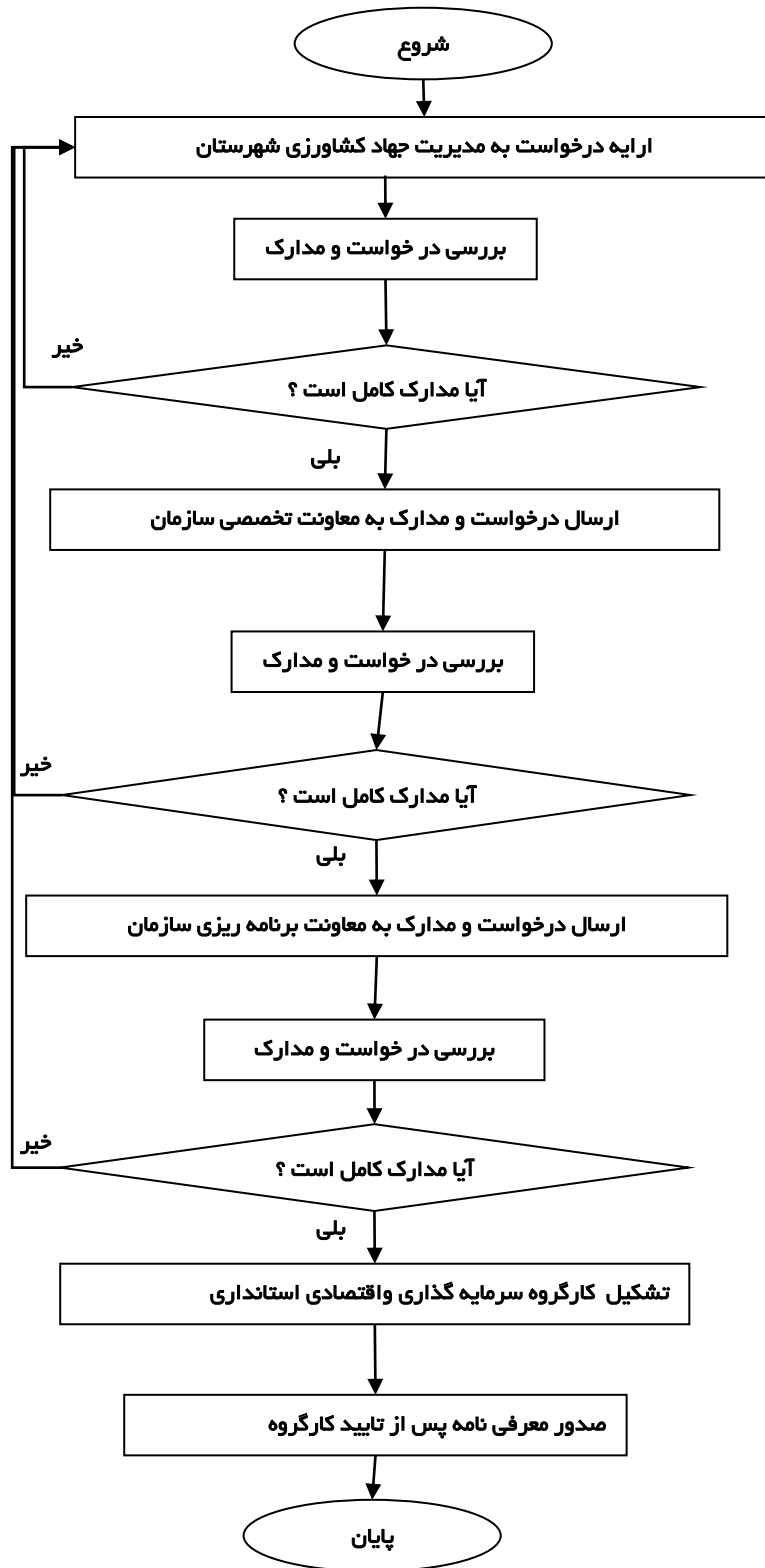 شروع
ارایه درخواست به مدیریت جهاد کشاورزی شهرستان
بررسی در خواست و مدارک
خیر
آیا مدارک کامل است ؟
بلی
ارسال درخواست و مدارک به معاونت تخصصی سازمان
بررسی در خواست و مدارک
خیر
آیا مدارک کامل است ؟
بلی
ارسال درخواست و مدارک به معاونت برنامه ریزی سازمان
بررسی در خواست و مدارک
خیر
آیا مدارک کامل است ؟
بلی
تشکیل کارگروه سرمایه گذاری واقتصادی استانداری
صدور معرفی نامه پس از تایید کارگروه
پایان